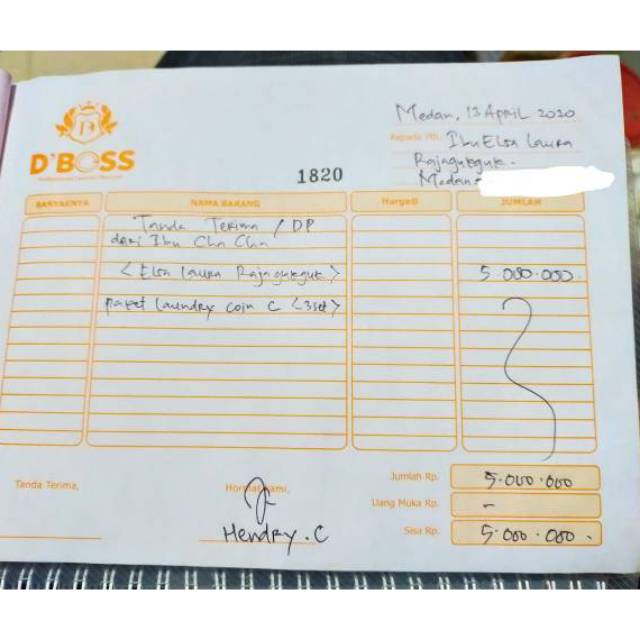 Medan, 13 April 2020
Kepada Yth. Ibu Elsa Laura
Rajagukguk.
Medan
D'BOSS
1820
BANYAKNYA NAMA BARANG Harga@ JUMLAH
Tanda Terima / DP
dari Ibu Cha Cha
<Elsa Laura Rajagukguk> 5.000.000.
paket Laundry coin C <3set>
Jumlah Rp. 5.000.000
Tanda Terima, Hormat kami,
Uang Muka Rp. -
Sisa Rp. 5.000.000.-
Hendry.C